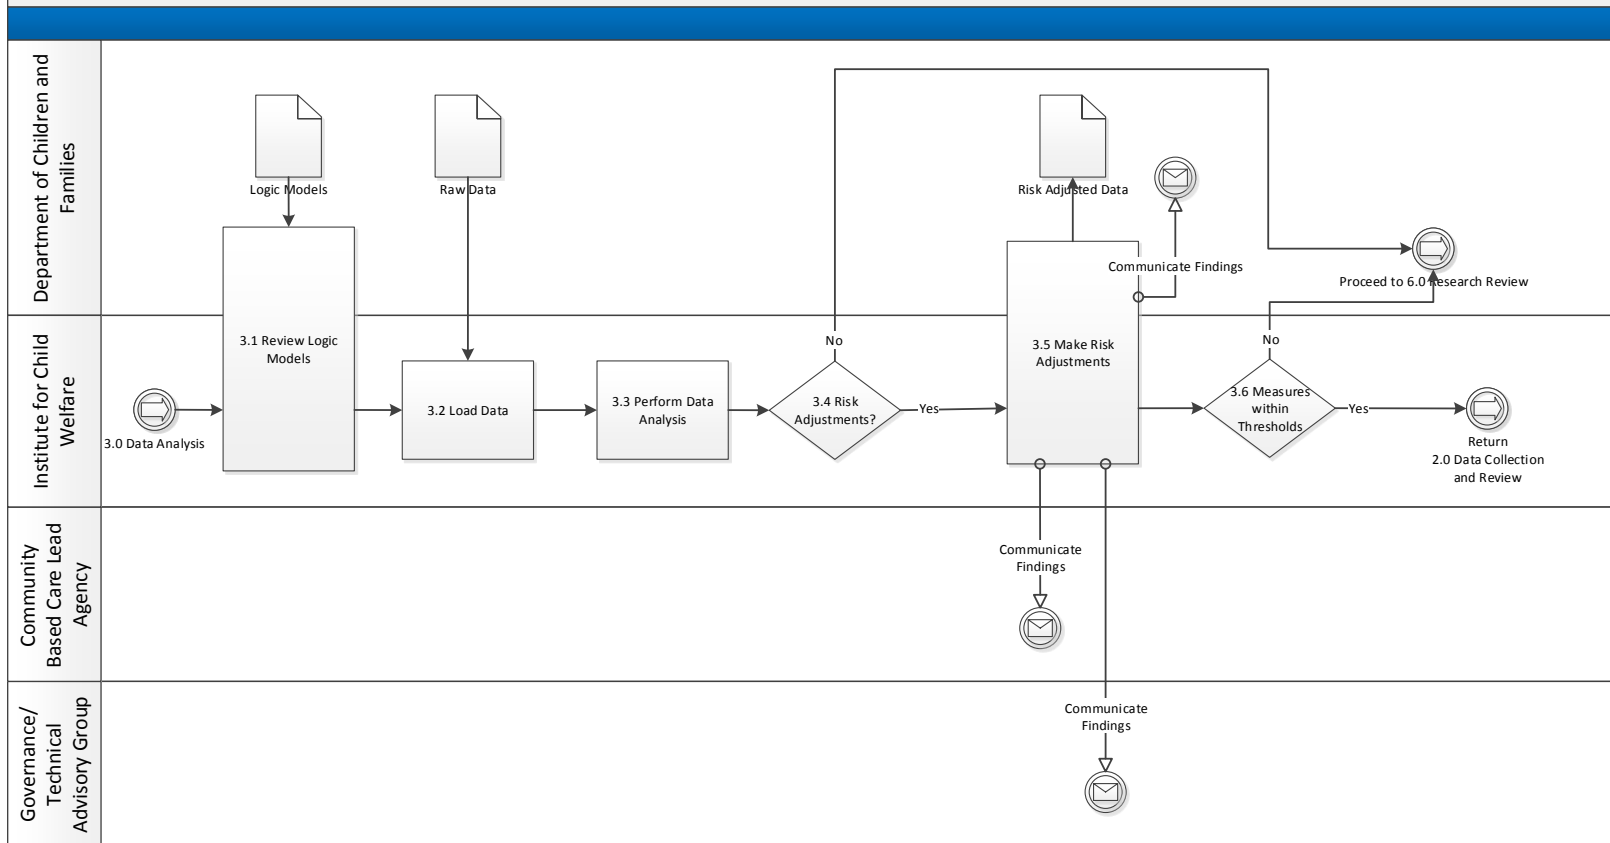 Department of Children and
Families
Logic Models
Raw Data
Risk Adjusted Data
Communicate Findings
Proceed to 6.0 Research Review
Institute for Child
Welfare
3.0 Data Analysis
3.1 Review Logic
Models
3.2 Load Data
3.3 Perform Data
Analysis
No
3.4 Risk
Adjustments?
Yes
3.5 Make Risk
Adjustments
No
3.6 Measures
within
Thresholds
Yes
Return
2.0 Data Collection
and Review
Community
Based Care Lead
Agency
Communicate
Findings
Governance/
Technical
Advisory Group
Communicate
Findings